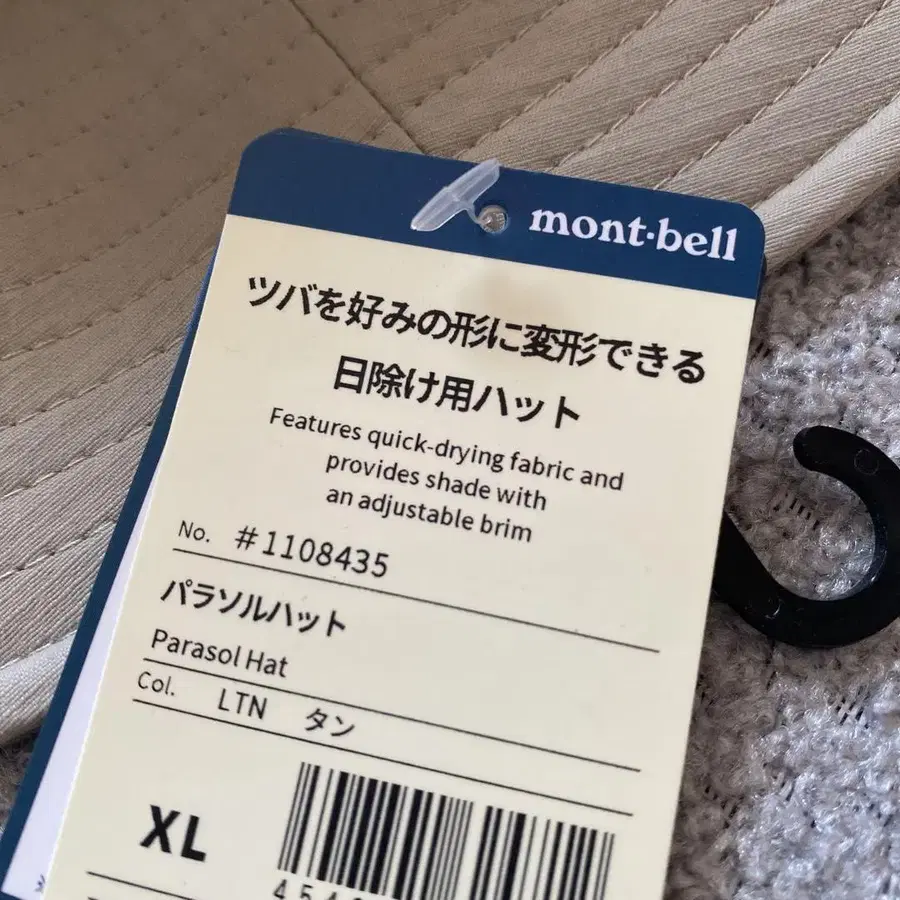 mont-bell
ツバを好みの形に変形できる
日除け用ハット
Features quick-drying fabric and
provides shade with
an adjustable brim
No. #1108435
パラソルハット
Parasol Hat
Col. LTN タン
XL